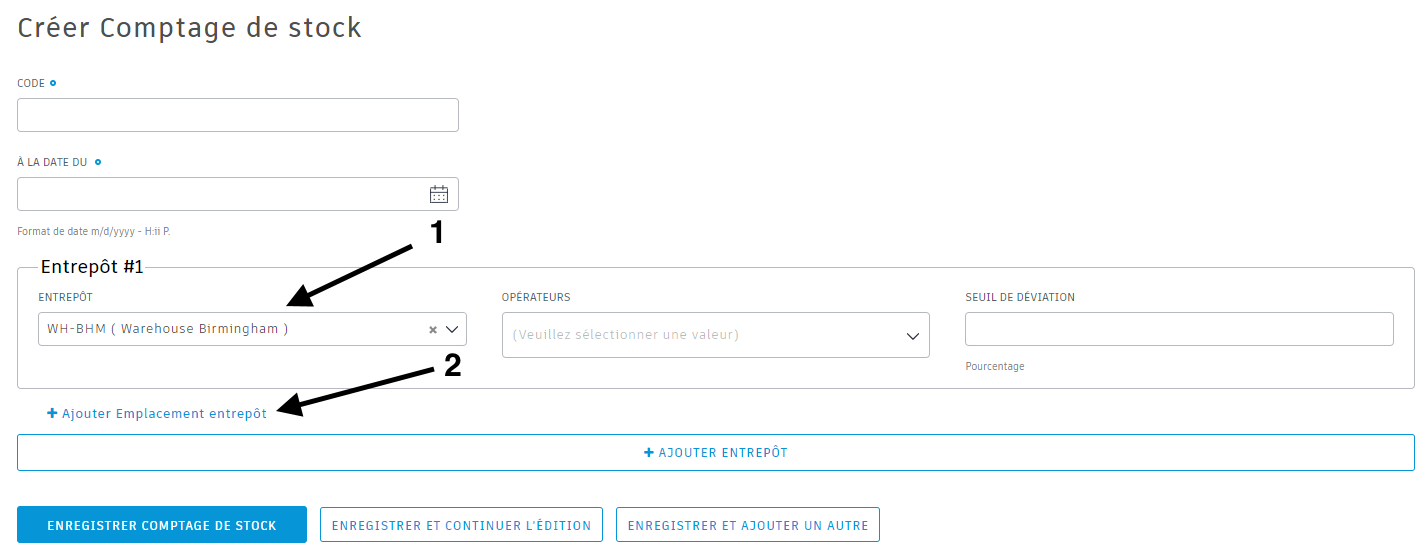 Créer Comptage de stock
CODE
À LA DATE DU
Format de date m/d/yyyy - H:ii P.
1
Entrepôt #1
ENTREPÔT
OPÉRATEURS
SEUIL DE DÉVIATION
WH-BHM ( Warehouse Birmingham )
(Veuillez sélectionner une valeur)
Pourcentage
2
+ Ajouter Emplacement entrepôt
+ AJOUTER ENTREPÔT
ENREGISTRER COMPTAGE DE STOCK
ENREGISTRER ET CONTINUER L'ÉDITION
ENREGISTRER ET AJOUTER UN AUTRE